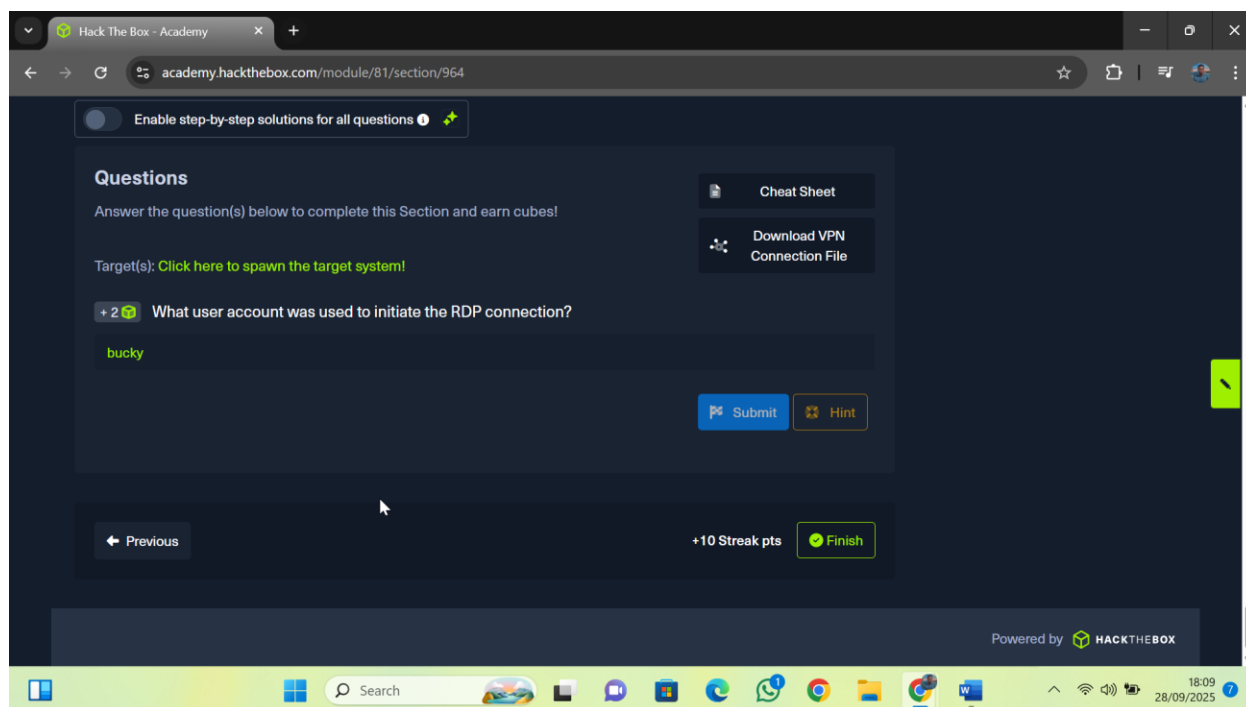 Hack The Box - Academy
academy.hackthebox.com/module/81/section/964
Enable step-by-step solutions for all questions
Questions
Answer the question(s) below to complete this Section and earn cubes!
Cheat Sheet
Download VPN
Connection File
Target(s): Click here to spawn the target system!
+ 2 What user account was used to initiate the RDP connection?
bucky
Submit
Hint
Previous
+10 Streak pts
Finish
Powered by HACKTHEBOX
Search
1
18:09
28/09/2025
7